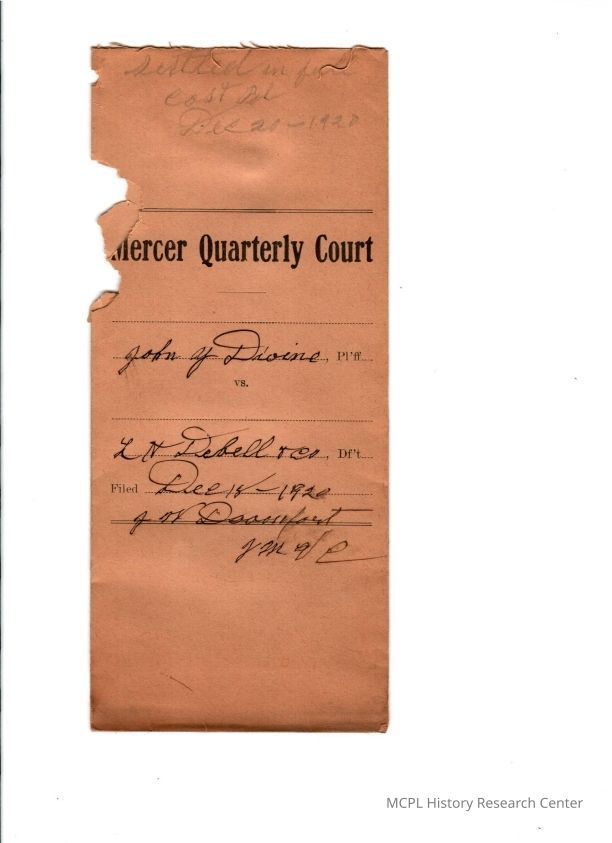 Settled in full
cost pd
Dec 20-1920
Mercer Quarterly Court
John Y Divine, Pl'ff.
vs.
L H Debell & Co, Df't.
Filed Dec 18-1920
J W Davenport
J M Q C
MCPL History Research Center